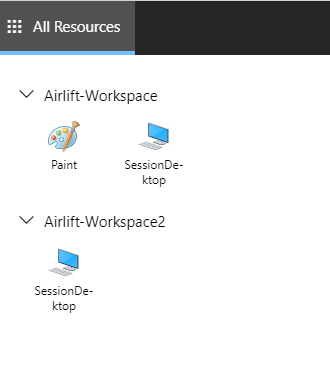 All Resources
Airlift-Workspace
Paint
SessionDe-
ktop
Airlift-Workspace2
SessionDe-
ktop